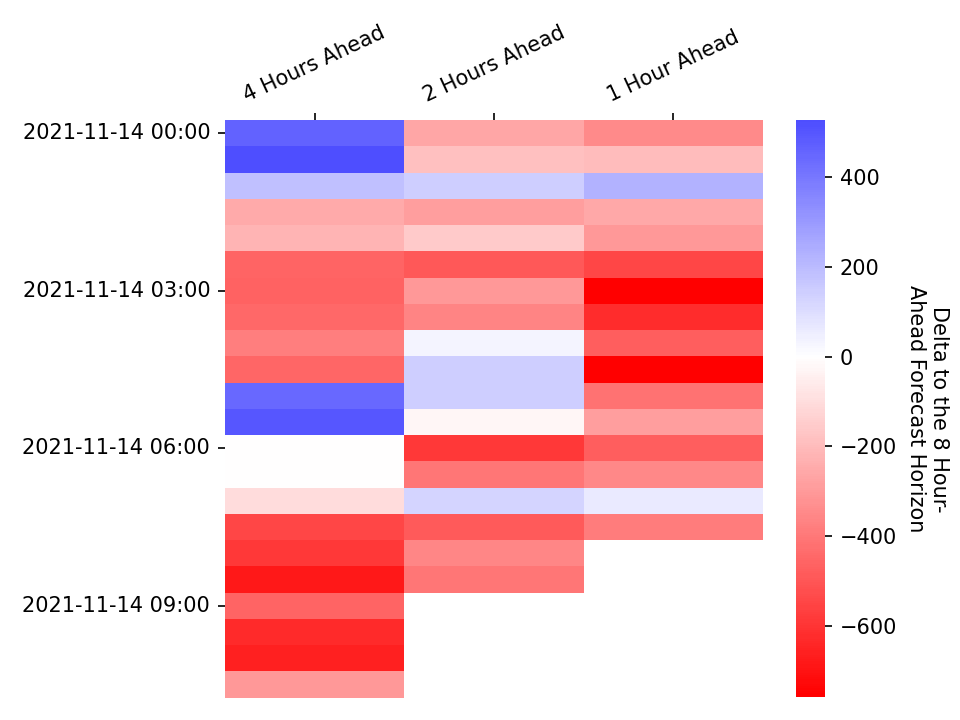 4 Hours Ahead
2 Hours Ahead
1 Hour Ahead
2021-11-14 00:00
2021-11-14 03:00
2021-11-14 06:00
2021-11-14 09:00
400
200
0
−200
−400
−600
Delta to the 8 Hour-
Ahead Forecast Horizon